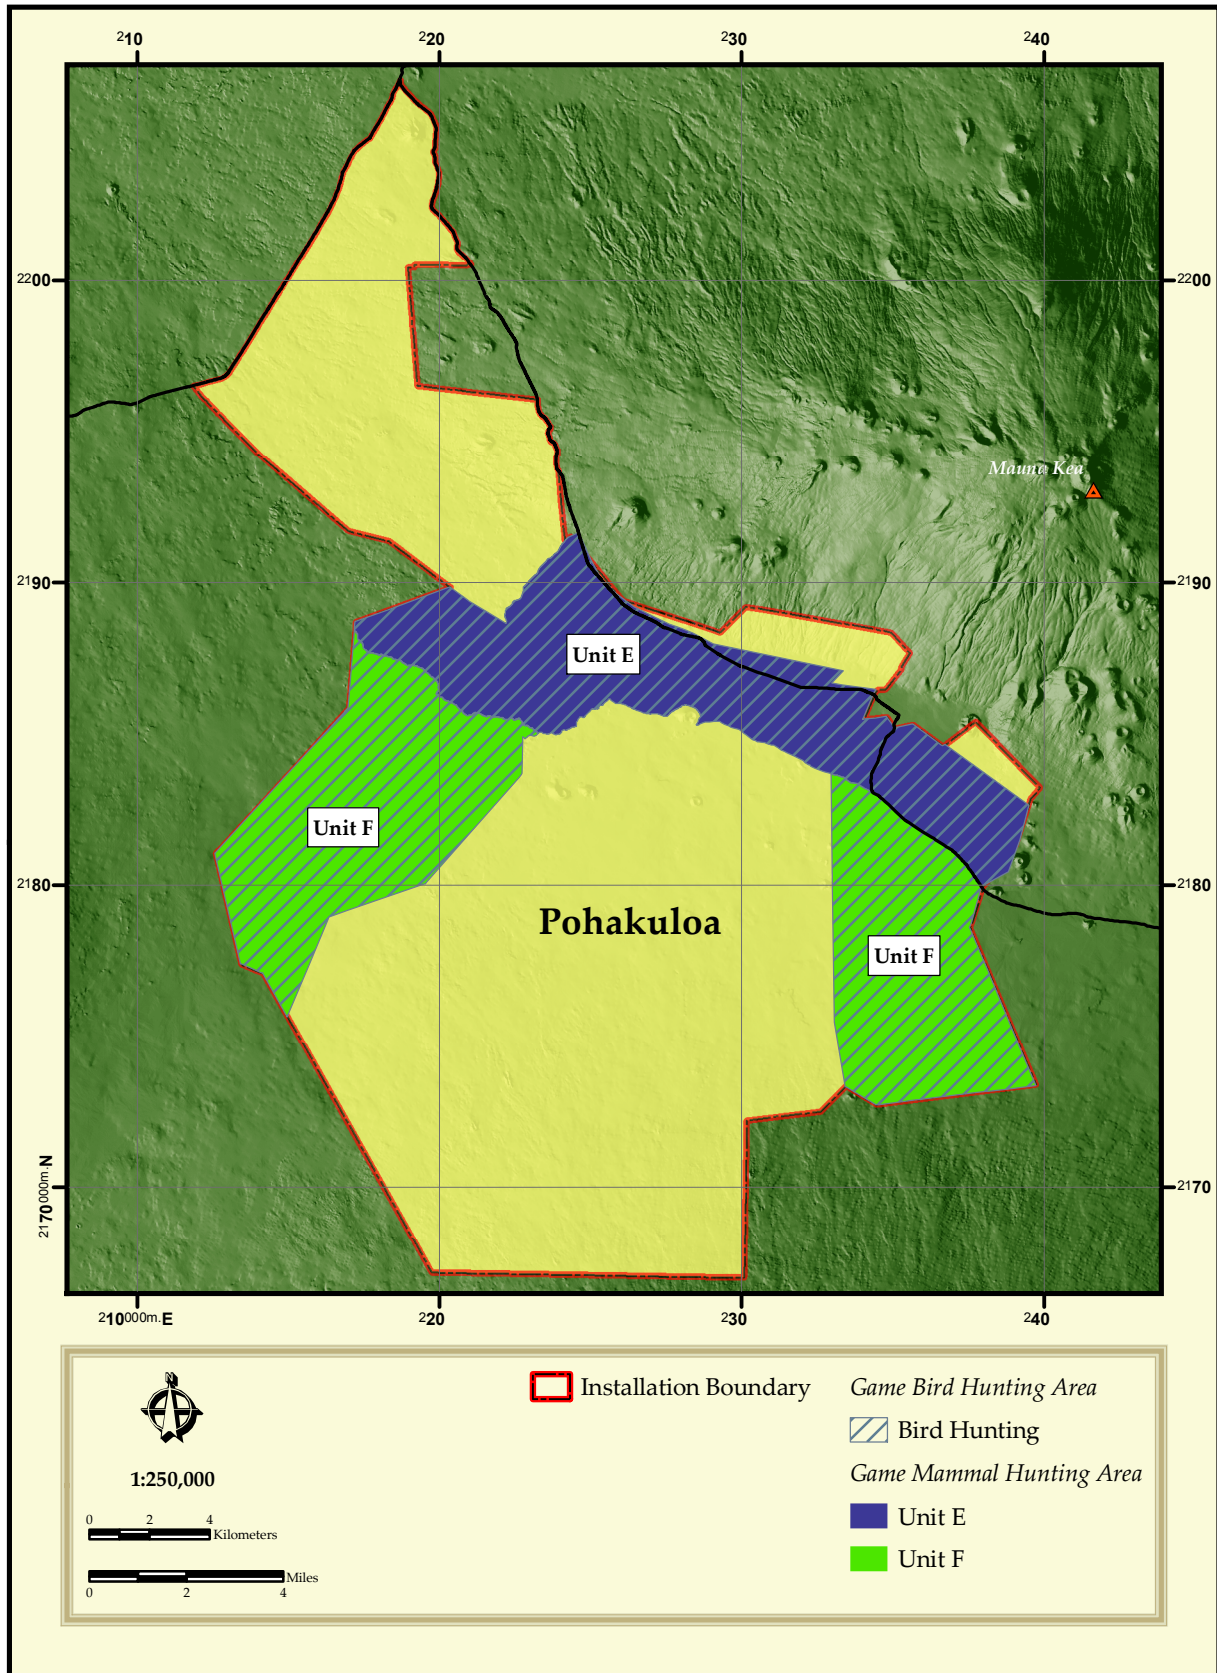 210 220 230 240
2200 2200
Mauna Kea
2190 2190
Unit E
Unit F
2180 2180
Pohakuloa
Unit F
2170000m.N 2170
210000m.E 220 230 240
N
Installation Boundary
Game Bird Hunting Area
Bird Hunting
Game Mammal Hunting Area
1:250,000
Unit E
0 2 4
Kilometers
Unit F
Miles
0 2 4